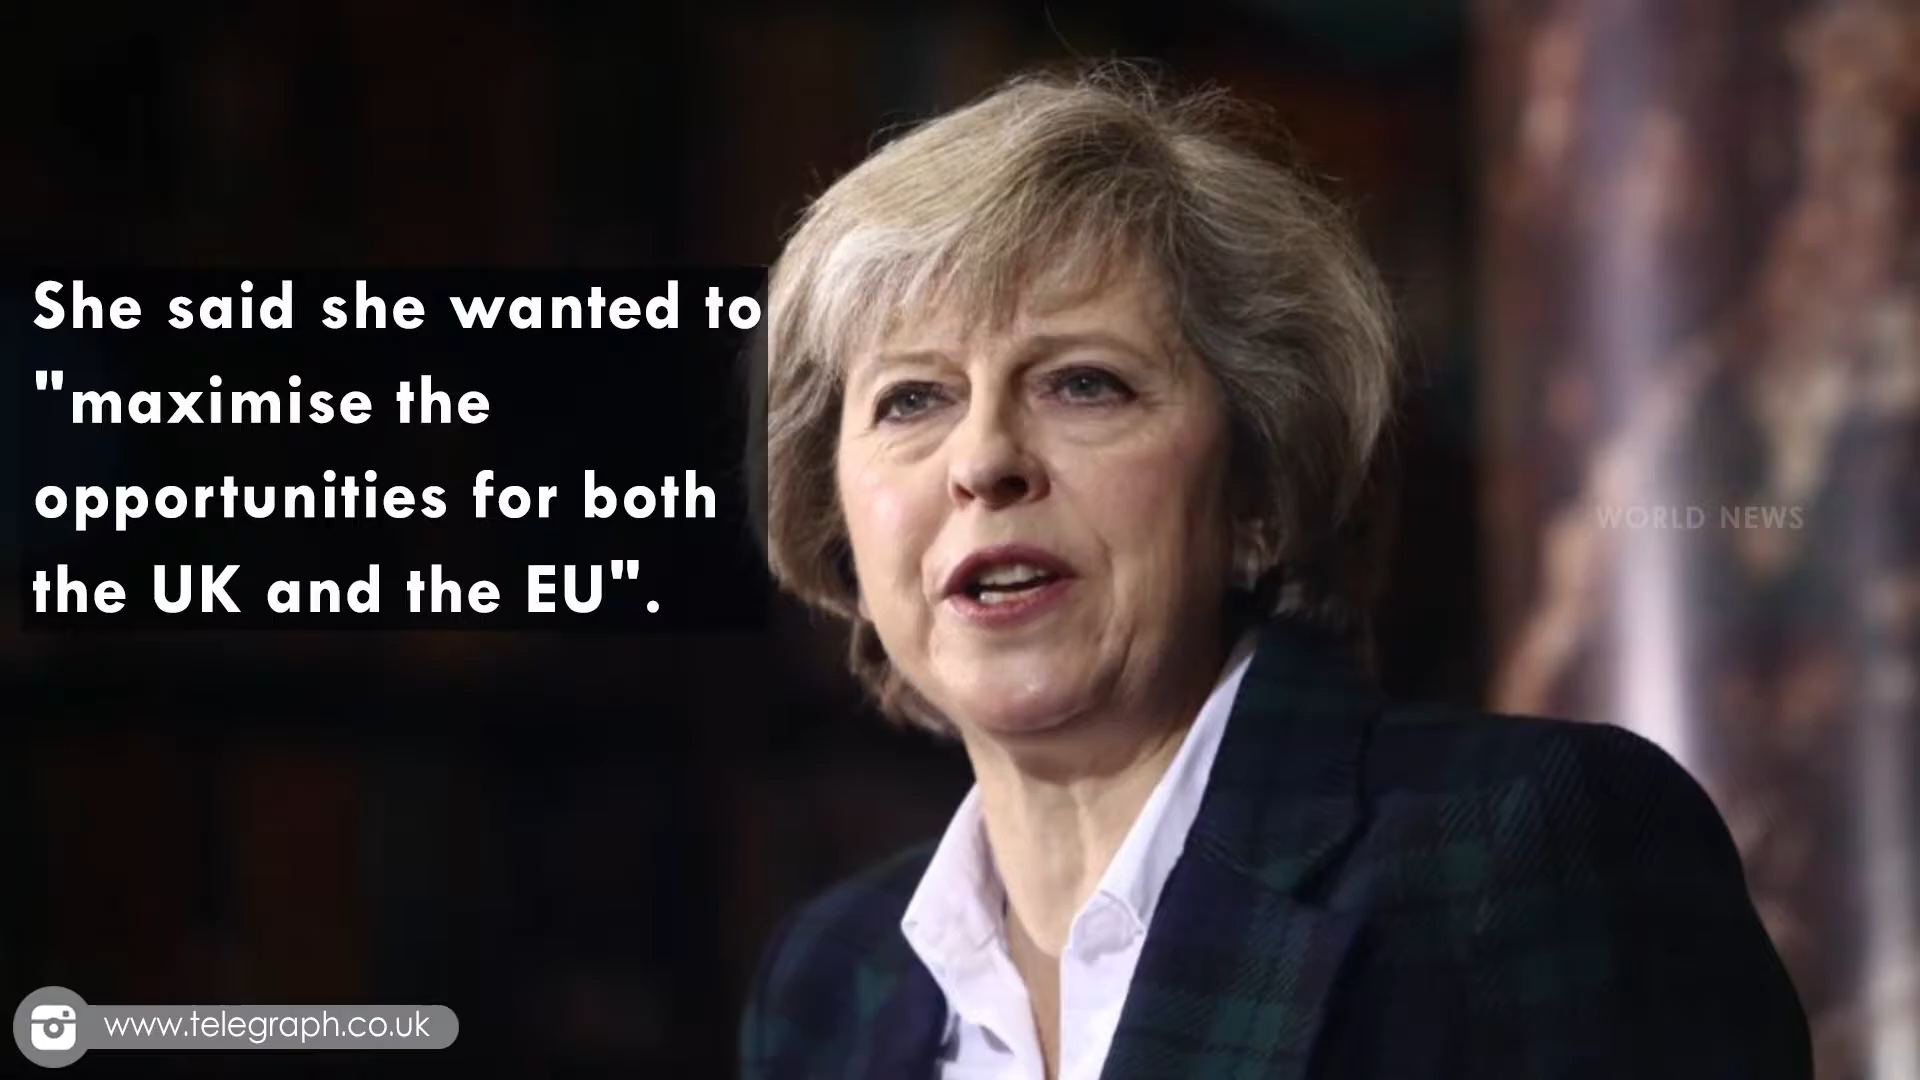 She said she wanted to
"maximise the
opportunities for both
the UK and the EU".
WORLD NEWS
www.telegraph.co.uk